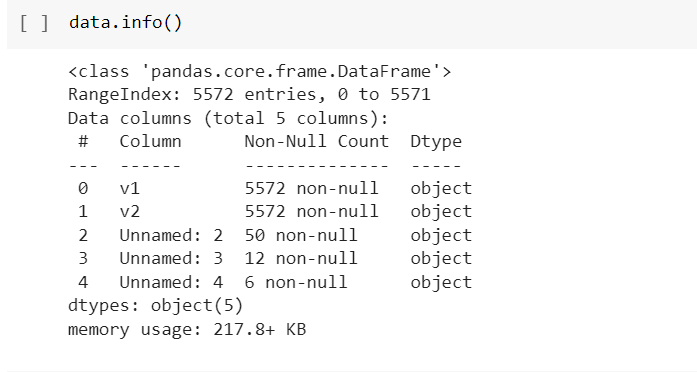 [ ] data.info()
<class 'pandas.core.frame.DataFrame'>
RangeIndex: 5572 entries, 0 to 5571
Data columns (total 5 columns):
 #   Column      Non-Null Count  Dtype
---  ------      --------------  -----
 0   v1          5572 non-null   object
 1   v2          5572 non-null   object
 2   Unnamed: 2  50 non-null     object
 3   Unnamed: 3  12 non-null     object
 4   Unnamed: 4  6 non-null      object
dtypes: object(5)
memory usage: 217.8+ KB